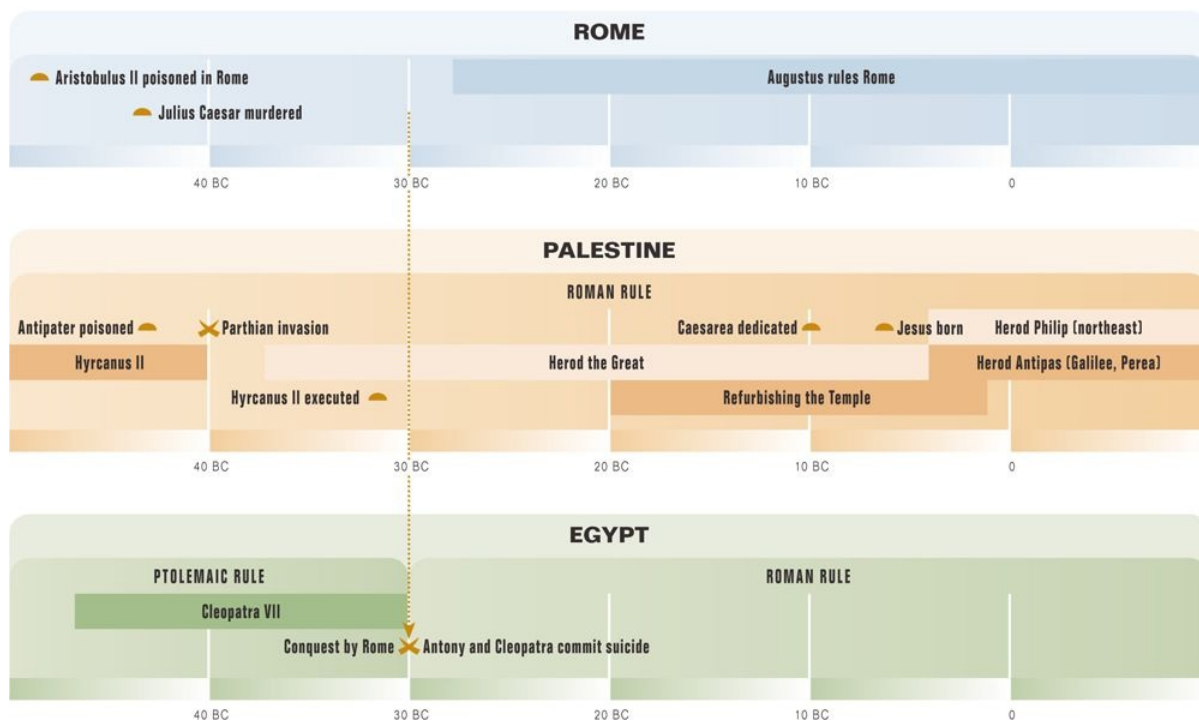 ROME
Aristobulus II poisoned in Rome
Augustus rules Rome
Julius Caesar murdered
40 BC 30 BC 20 BC 10 BC 0
PALESTINE
ROMAN RULE
Antipater poisoned Parthian invasion Caesarea dedicated Jesus born Herod Philip (northeast)
Hyrcanus II Herod the Great Herod Antipas (Galilee, Perea)
Hyrcanus II executed Refurbishing the Temple
40 BC 30 BC 20 BC 10 BC 0
EGYPT
PTOLEMAIC RULE ROMAN RULE
Cleopatra VII
Conquest by Rome Antony and Cleopatra commit suicide
40 BC 30 BC 20 BC 10 BC 0